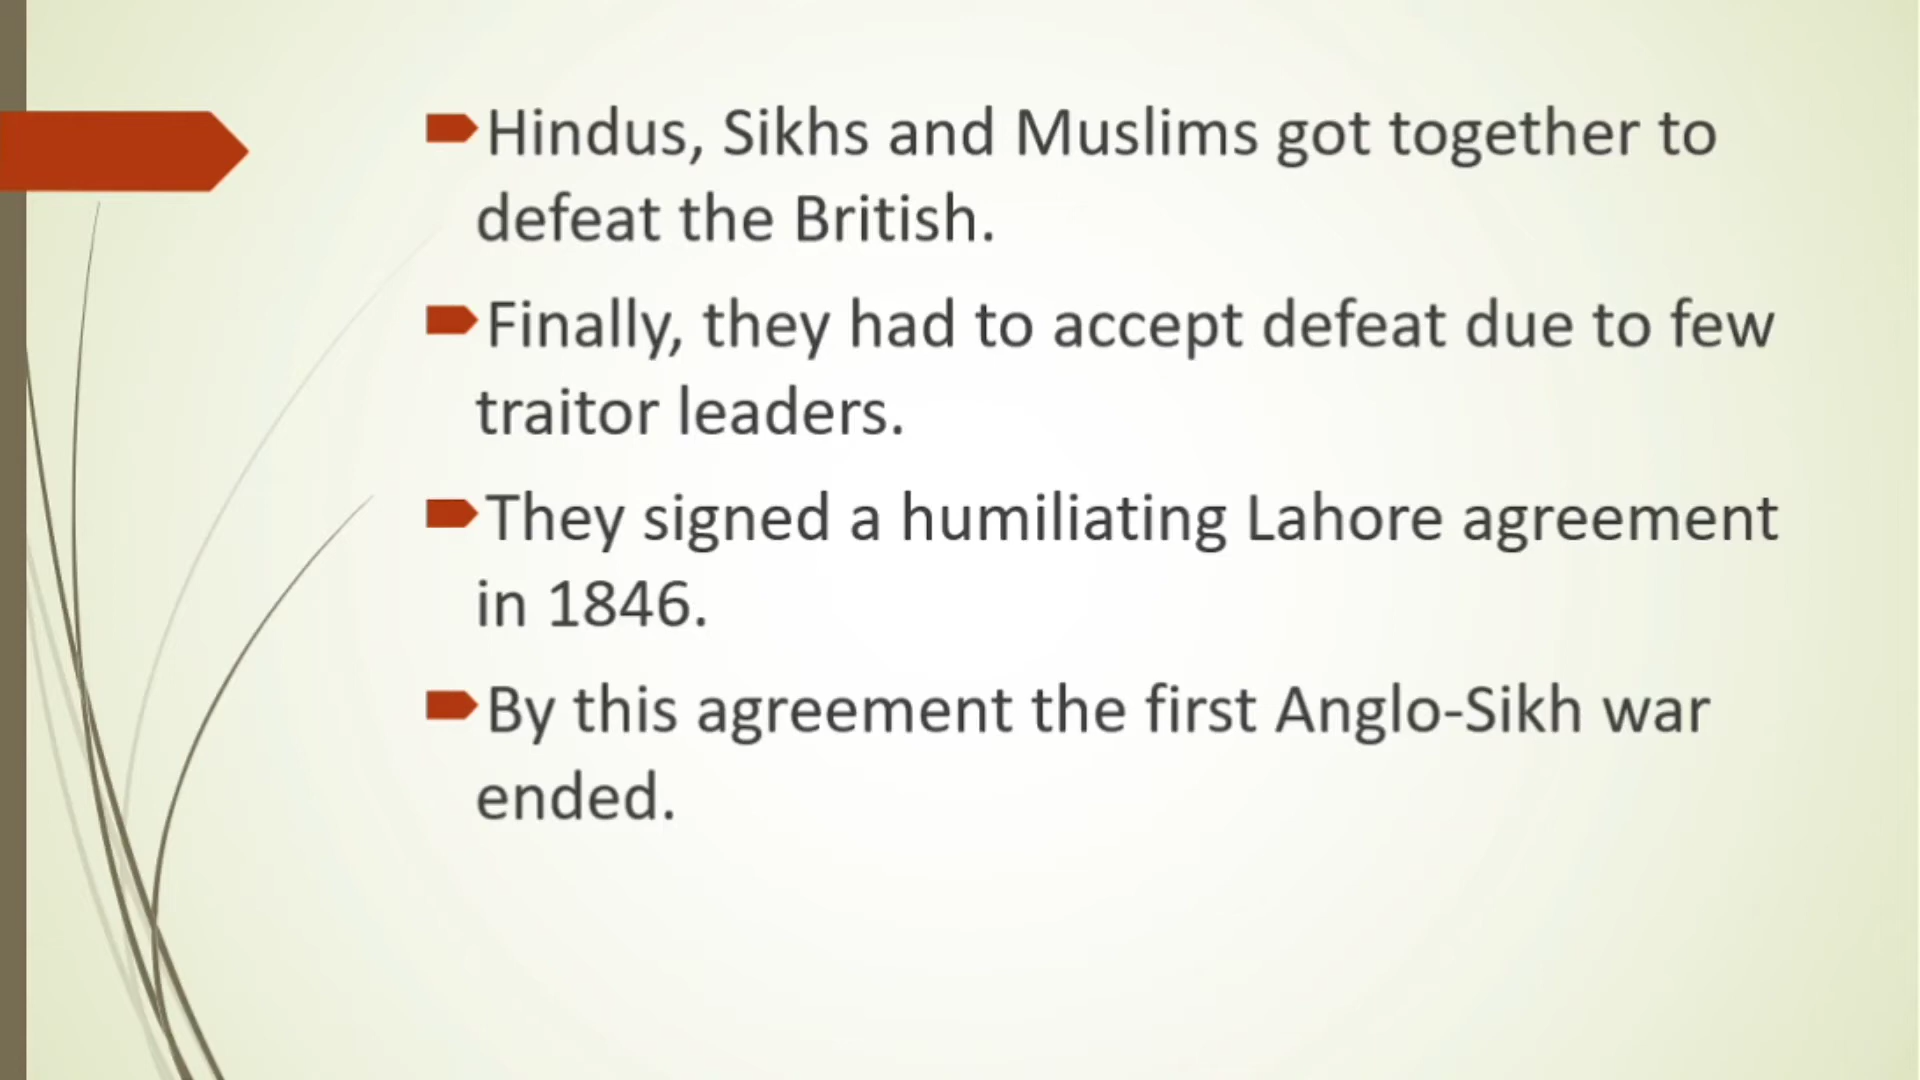 Hindus, Sikhs and Muslims got together to
defeat the British.
Finally, they had to accept defeat due to few
traitor leaders.
They signed a humiliating Lahore agreement
in 1846.
By this agreement the first Anglo-Sikh war
ended.